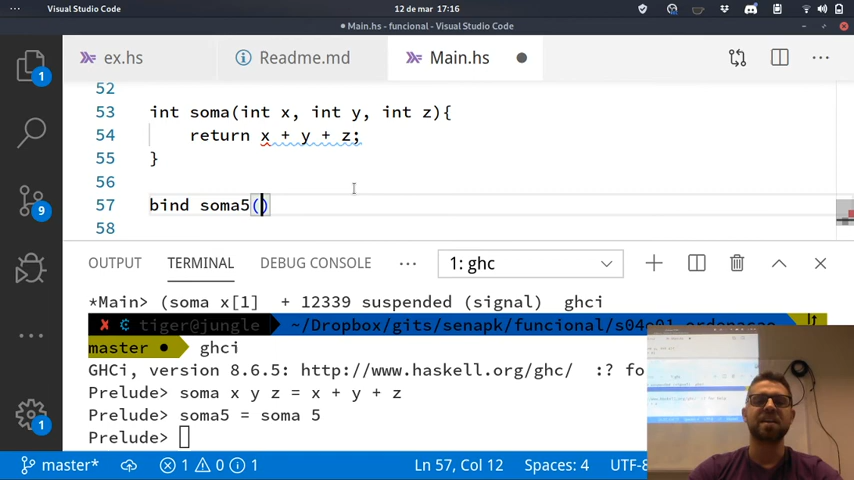 Visual Studio Code
12 de mar 17:16
● Main.hs - funcional - Visual Studio Code
ex.hs
Readme.md
Main.hs
52
53 int soma(int x, int y, int z){
54 return x + y + z;
55 }
56
57 bind soma5()
58
1
9
1
OUTPUT TERMINAL DEBUG CONSOLE ··· 1: ghc
*Main> (soma x[1]  + 12339 suspended (signal)  ghci
✗ tiger@jungle ~/Dropbox/gits/senapk/funcional/s04e01_ordenacao
master ● ghci
GHCi, version 8.6.5: http://www.haskell.org/ghc/  :? fo
Prelude> soma x y z = x + y + z
Prelude> soma5 = soma 5
Prelude>
master* 1 0 1 Ln 57, Col 12 Spaces: 4 UTF-8